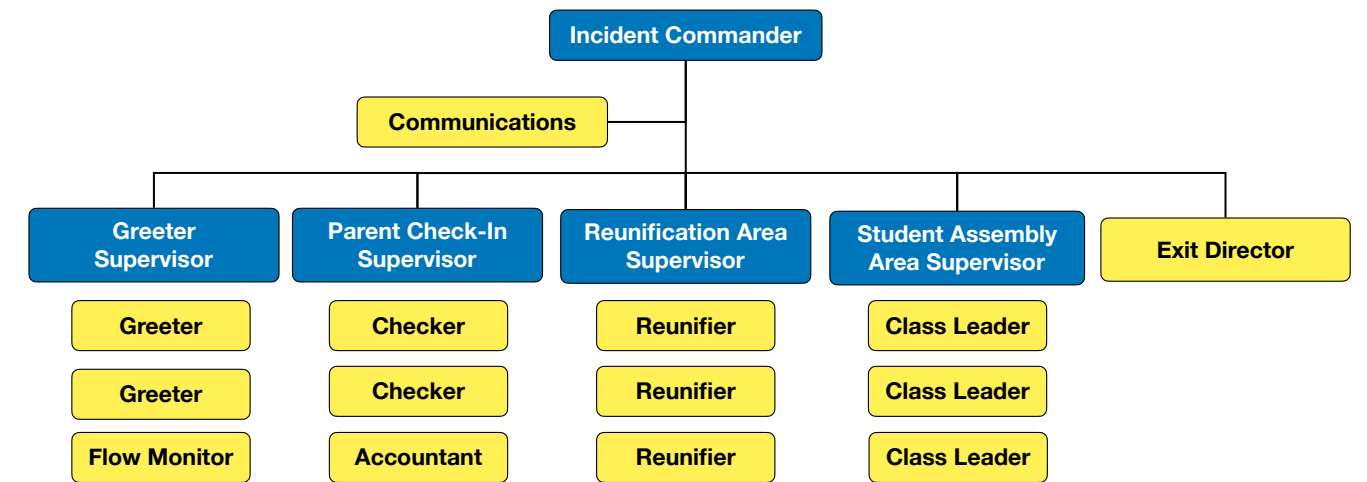 Incident Commander
Communications
Greeter
Supervisor
Parent Check-In
Supervisor
Reunification Area
Supervisor
Student Assembly
Area Supervisor
Exit Director
Greeter
Checker
Reunifier
Class Leader
Greeter
Checker
Reunifier
Class Leader
Flow Monitor
Accountant
Reunifier
Class Leader